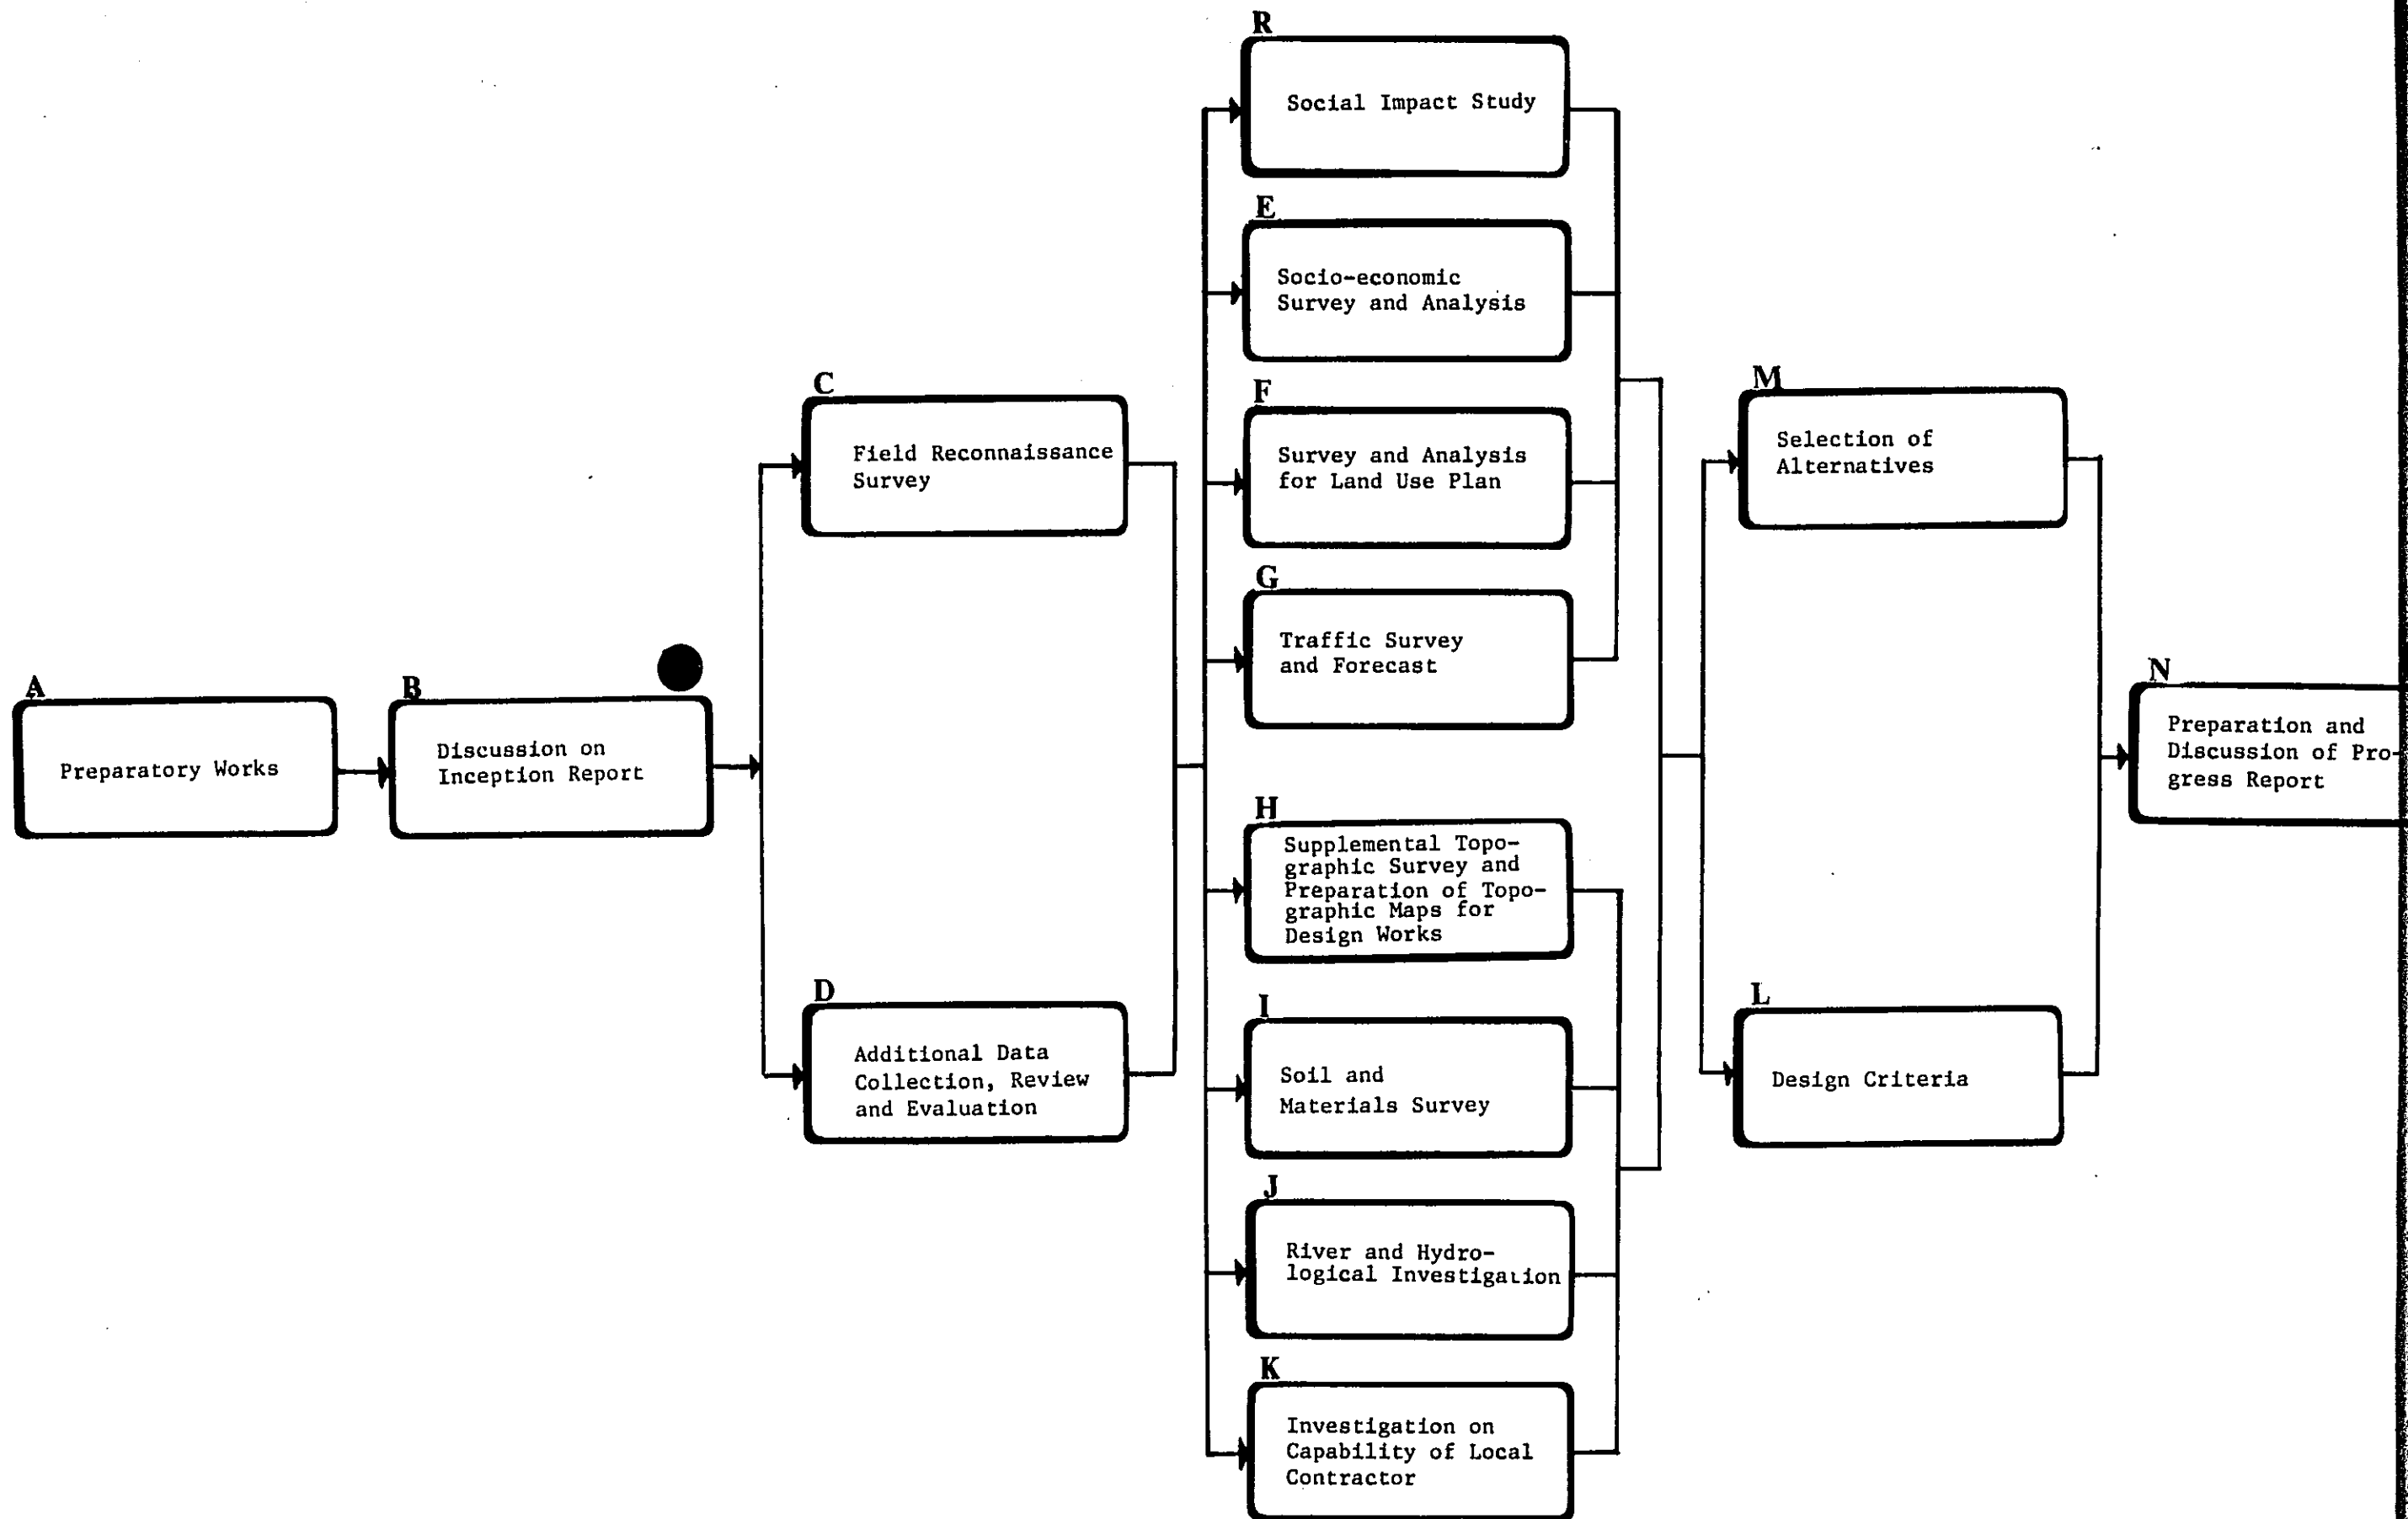 A
Preparatory Works
B
Discussion on
Inception Report
C
Field Reconnaissance
Survey
D
Additional Data
Collection, Review
and Evaluation
R
Social Impact Study
E
Socio-economic
Survey and Analysis
F
Survey and Analysis
for Land Use Plan
G
Traffic Survey
and Forecast
H
Supplemental Topo-
graphic Survey and
Preparation of Topo-
graphic Maps for
Design Works
I
Soil and
Materials Survey
J
River and Hydro-
logical Investigation
K
Investigation on
Capability of Local
Contractor
M
Selection of
Alternatives
L
Design Criteria
N
Preparation and
Discussion of Pro-
gress Report